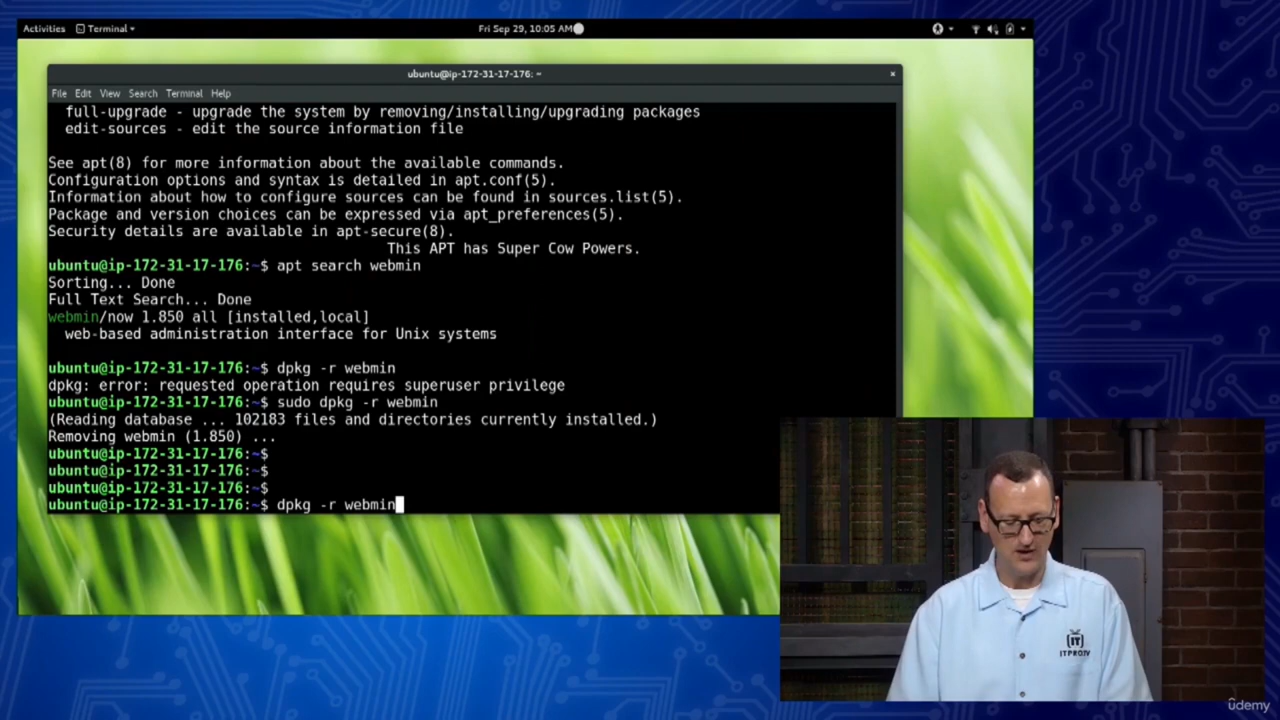 Activities Terminal Fri Sep 29, 10:05 AM
ubuntu@ip-172-31-17-176: ~
File Edit View Search Terminal Help
full-upgrade - upgrade the system by removing/installing/upgrading packages
edit-sources - edit the source information file
See apt(8) for more information about the available commands.
Configuration options and syntax is detailed in apt.conf(5).
Information about how to configure sources can be found in sources.list(5).
Package and version choices can be expressed via apt_preferences(5).
Security details are available in apt-secure(8).
This APT has Super Cow Powers.
ubuntu@ip-172-31-17-176:~$ apt search webmin
Sorting... Done
Full Text Search... Done
webmin/now 1.850 all [installed,local]
web-based administration interface for Unix systems
ubuntu@ip-172-31-17-176:~$ dpkg -r webmin
dpkg: error: requested operation requires superuser privilege
ubuntu@ip-172-31-17-176:~$ sudo dpkg -r webmin
(Reading database ... 102183 files and directories currently installed.)
Removing webmin (1.850) ...
ubuntu@ip-172-31-17-176:~$
ubuntu@ip-172-31-17-176:~$
ubuntu@ip-172-31-17-176:~$
ubuntu@ip-172-31-17-176:~$ dpkg -r webmin
IT
ITPROTV
ûdemy